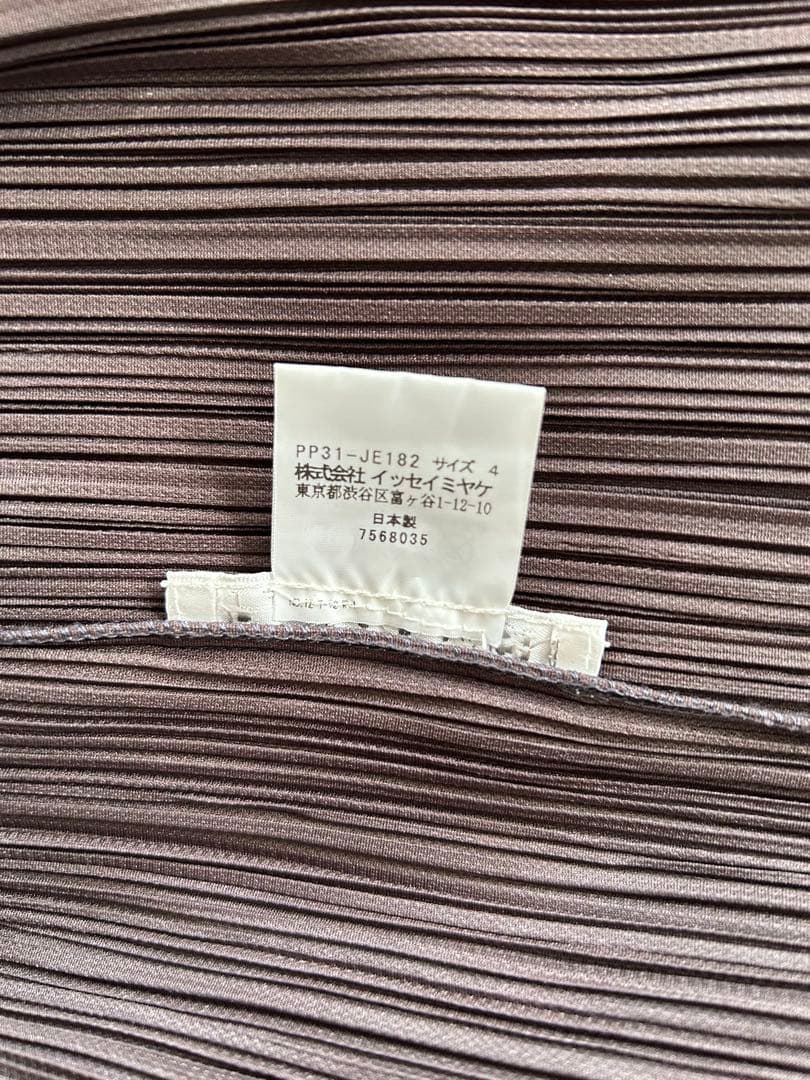 PP31-JE182 サイズ 4
株式会社 イッセイミヤケ
東京都渋谷区富ヶ谷1-12-10
日本製
7568035